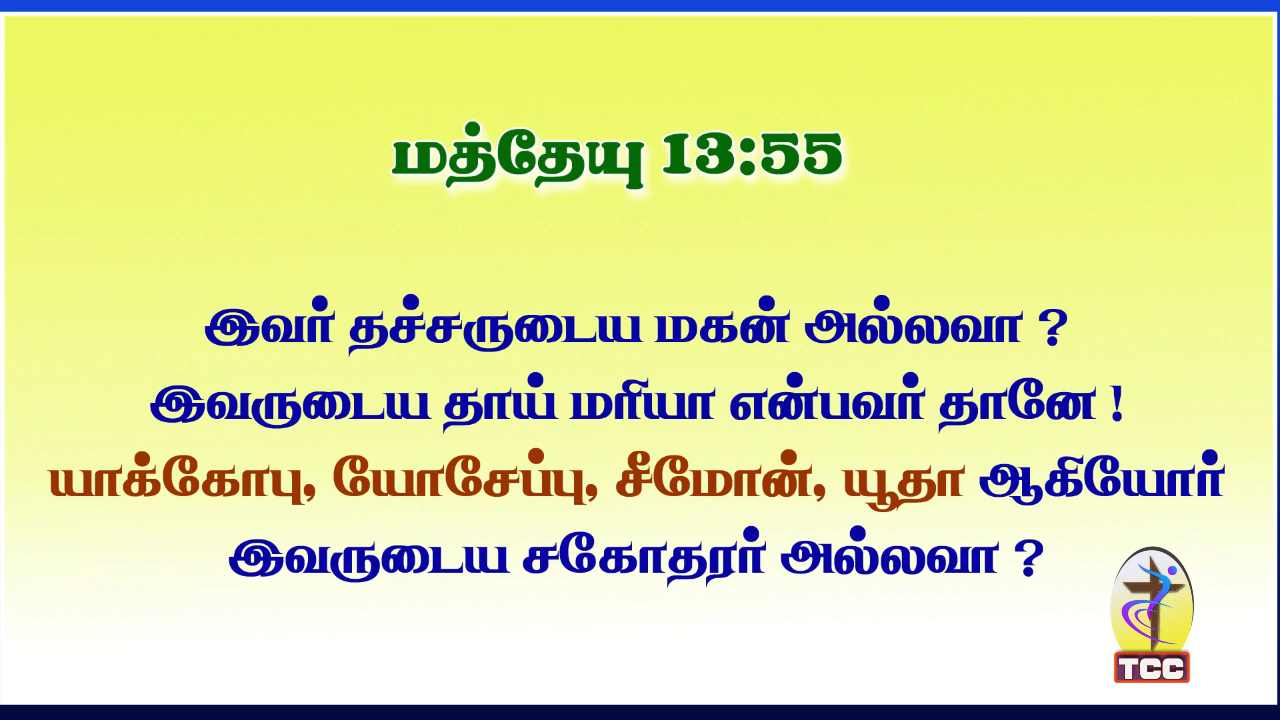 மத்தேயு 13:55
இவர் தச்சருடைய மகன் அல்லவா ?
இவருடைய தாய் மரியா என்பவர் தானே !
யாக்கோபு, யோசேப்பு, சீமோன், யூதா ஆகியோர்
இவருடைய சகோதரர் அல்லவா ?
TCC